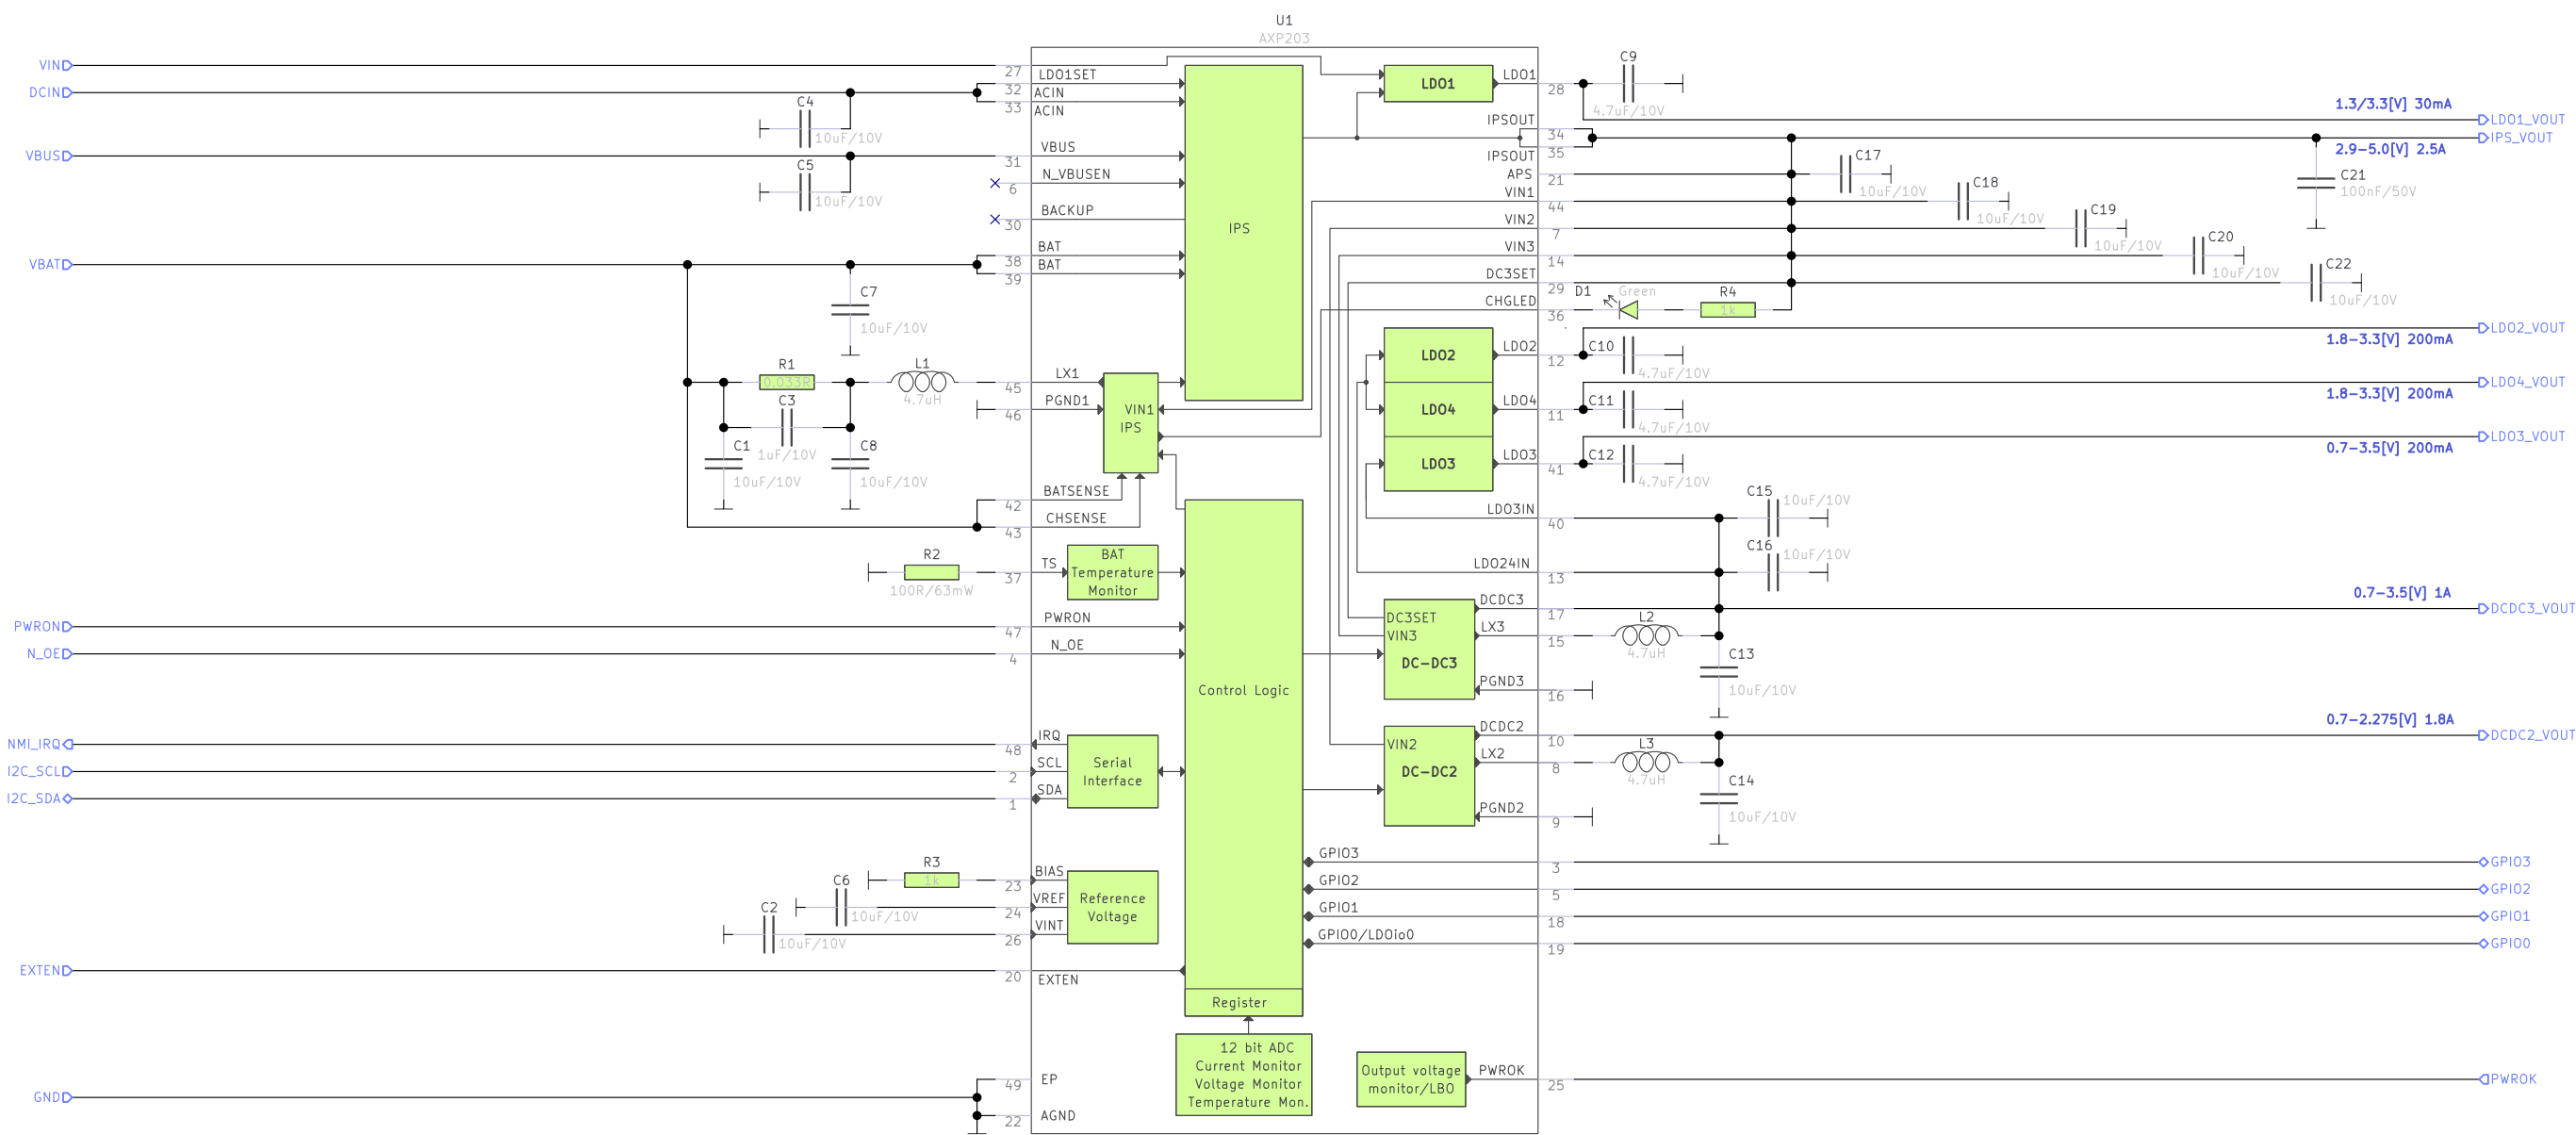 U1
AXP203
VIN
DCIN
VBUS
VBAT
PWRON
N_OE
NMI_IRQ
I2C_SCL
I2C_SDA
EXTEN
GND
C4
10uF/10V
C5
10uF/10V
C7
10uF/10V
R1
0.033R
L1
4.7uH
C3
1uF/10V
C1
10uF/10V
C8
10uF/10V
R2
100R/63mW
R3
1k
C6
10uF/10V
C2
10uF/10V
27
LDO1SET
32
ACIN
33
ACIN
31
VBUS
6
N_VBUSEN
30
BACKUP
38
BAT
39
BAT
45
LX1
46
PGND1
42
BATSENSE
43
CHSENSE
37
TS
47
PWRON
4
N_OE
48
IRQ
2
SCL
1
SDA
23
BIAS
24
VREF
26
VINT
20
EXTEN
49
EP
22
AGND
IPS
VIN1
IPS
BAT
Temperature
Monitor
Control Logic
Serial
Interface
Reference
Voltage
Register
12 bit ADC
Current Monitor
Voltage Monitor
Temperature Mon.
Output voltage
monitor/LBO
LDO1
LDO2
LDO4
LDO3
DC3SET
VIN3
DC-DC3
VIN2
DC-DC2
LDO1
28
IPSOUT
34
IPSOUT
35
APS
21
VIN1
44
VIN2
7
VIN3
14
DC3SET
29
CHGLED
36
LDO2
12
LDO4
11
LDO3
41
LDO3IN
40
LDO24IN
13
DCDC3
17
LX3
15
PGND3
16
DCDC2
10
LX2
8
PGND2
9
GPIO3
3
GPIO2
5
GPIO1
18
GPIO0/LDOio0
19
PWROK
25
C9
4.7uF/10V
C17
10uF/10V
C18
10uF/10V
C19
10uF/10V
C20
10uF/10V
C22
10uF/10V
C21
100nF/50V
D1
Green
R4
1k
C10
4.7uF/10V
C11
4.7uF/10V
C12
4.7uF/10V
C15
10uF/10V
C16
10uF/10V
L2
4.7uH
C13
10uF/10V
L3
4.7uH
C14
10uF/10V
1.3/3.3[V] 30mA
LDO1_VOUT
IPS_VOUT
2.9-5.0[V] 2.5A
LDO2_VOUT
1.8-3.3[V] 200mA
LDO4_VOUT
1.8-3.3[V] 200mA
LDO3_VOUT
0.7-3.5[V] 200mA
0.7-3.5[V] 1A
DCDC3_VOUT
0.7-2.275[V] 1.8A
DCDC2_VOUT
GPIO3
GPIO2
GPIO1
GPIO0
PWROK